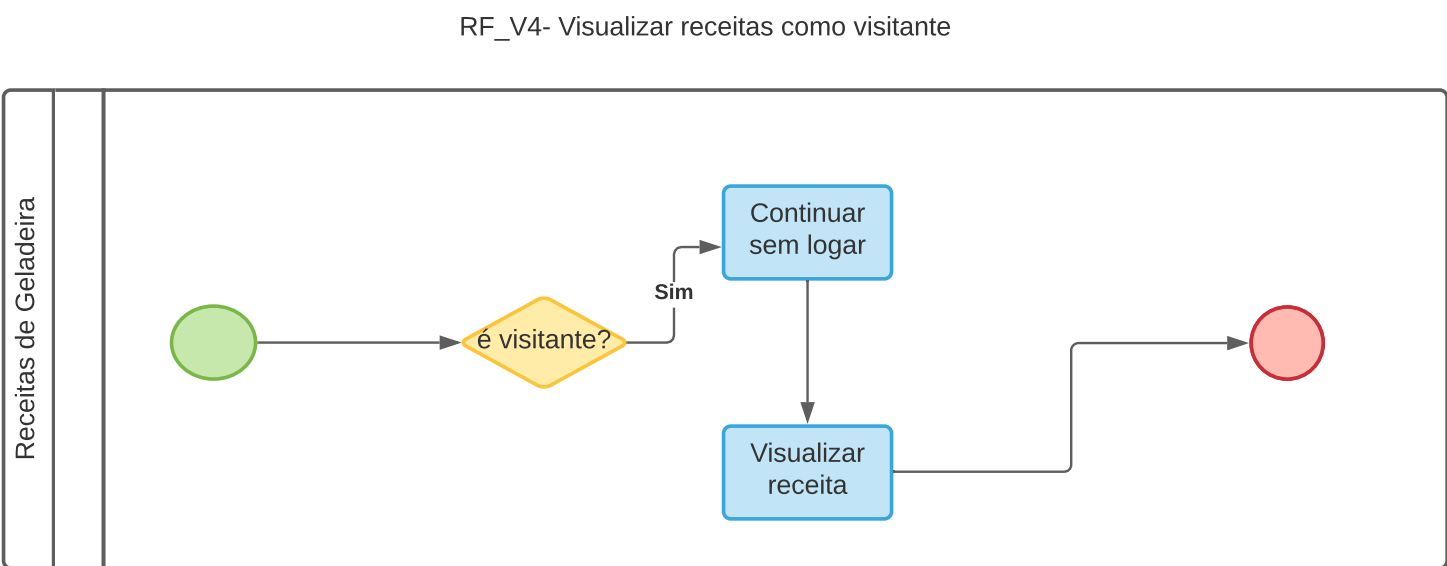 RF_V4- Visualizar receitas como visitante
Receitas de Geladeira
é visitante?
Sim
Continuar
sem logar
Visualizar
receita